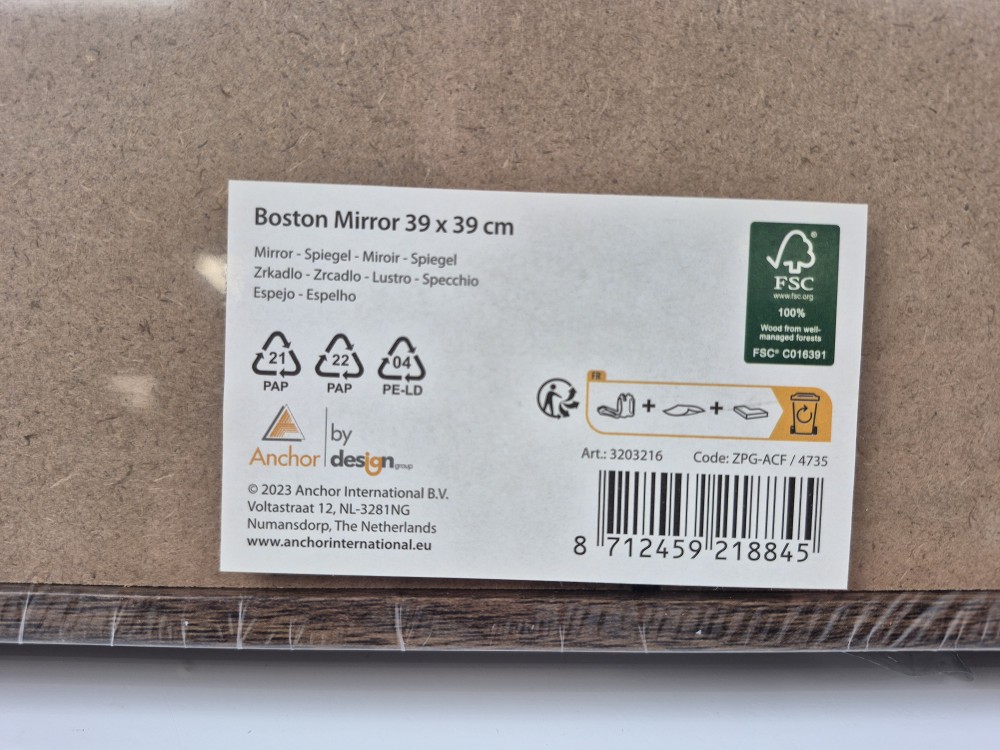 Boston Mirror 39 x 39 cm
Mirror - Spiegel - Miroir - Spiegel
Zrkadlo - Zrcadlo - Lustro - Specchio
Espejo - Espelho
FSC®
www.fsc.org
100%
Wood from well-
managed forests
FSC® C016391
21
PAP
22
PAP
04
PE-LD
FR
+ +
Anchor by
design group
Art.: 3203216 Code: ZPG-ACF / 4735
© 2023 Anchor International B.V.
Voltastraat 12, NL-3281NG
Numansdorp, The Netherlands
www.anchorinternational.eu
8 712459 218845